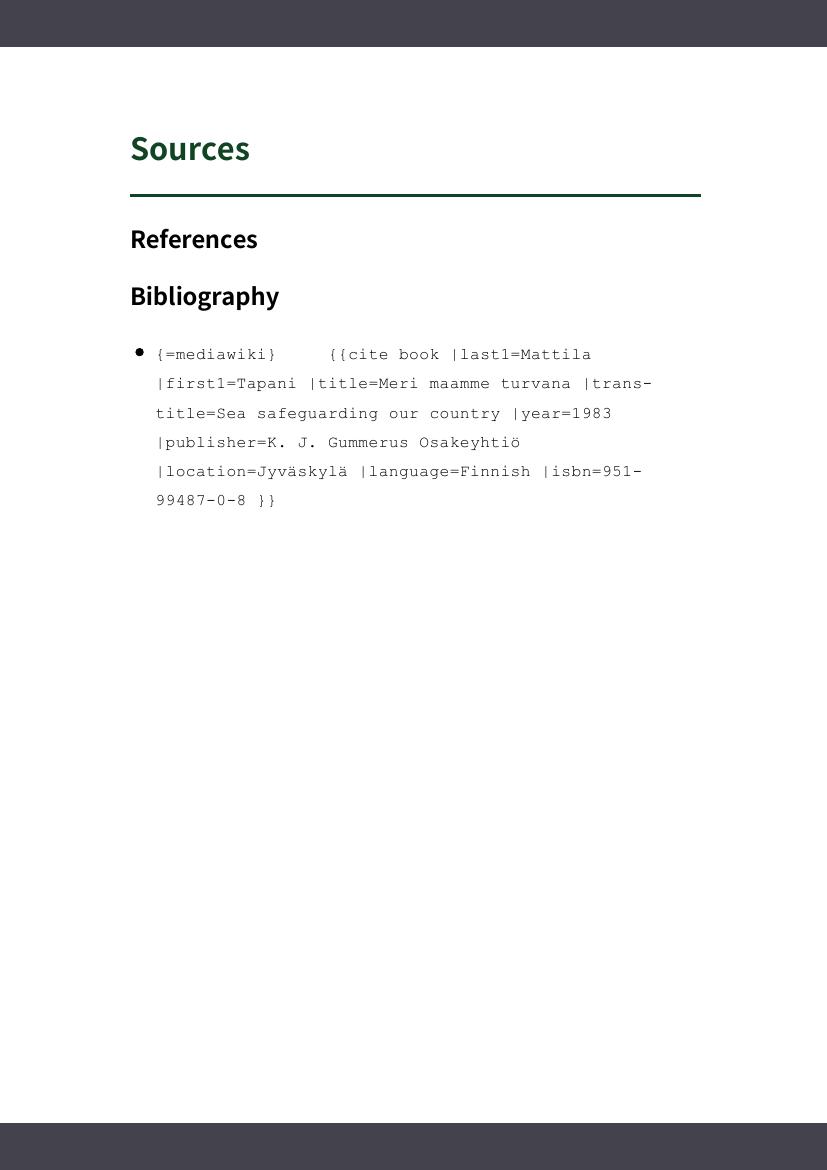 Sources
References
Bibliography
● {=mediawiki}     {{cite book |last1=Mattila
|first1=Tapani |title=Meri maamme turvana |trans-
title=Sea safeguarding our country |year=1983
|publisher=K. J. Gummerus Osakeyhtiö
|location=Jyväskylä |language=Finnish |isbn=951-
99487-0-8 }}